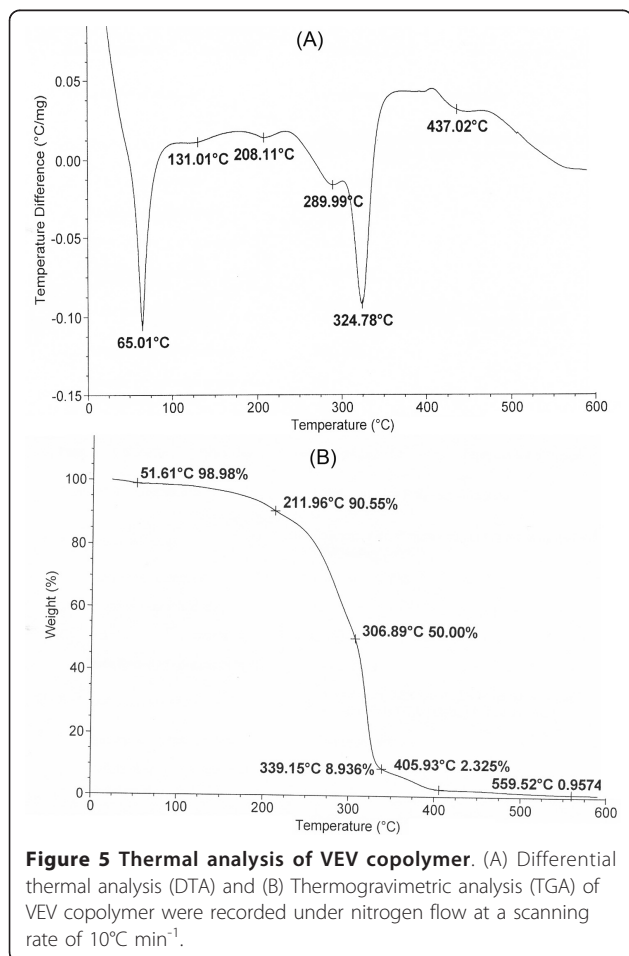 (A)
0.05
0.00
-0.05
-0.10
-0.15
Temperature Difference (°C/mg)
131.01°C
208.11°C
437.02°C
289.99°C
324.78°C
65.01°C
0 100 200 300 400 500 600
Temperature (°C)
(B)
100
80
60
40
20
0
Weight (%)
51.61°C 98.98%
211.96°C 90.55%
306.89°C 50.00%
339.15°C 8.936%
405.93°C 2.325%
559.52°C 0.9574
0 100 200 300 400 500 600
Temperature (°C)
Figure 5 Thermal analysis of VEV copolymer. (A) Differential
thermal analysis (DTA) and (B) Thermogravimetric analysis (TGA) of
VEV copolymer were recorded under nitrogen flow at a scanning
rate of 10°C min⁻¹.